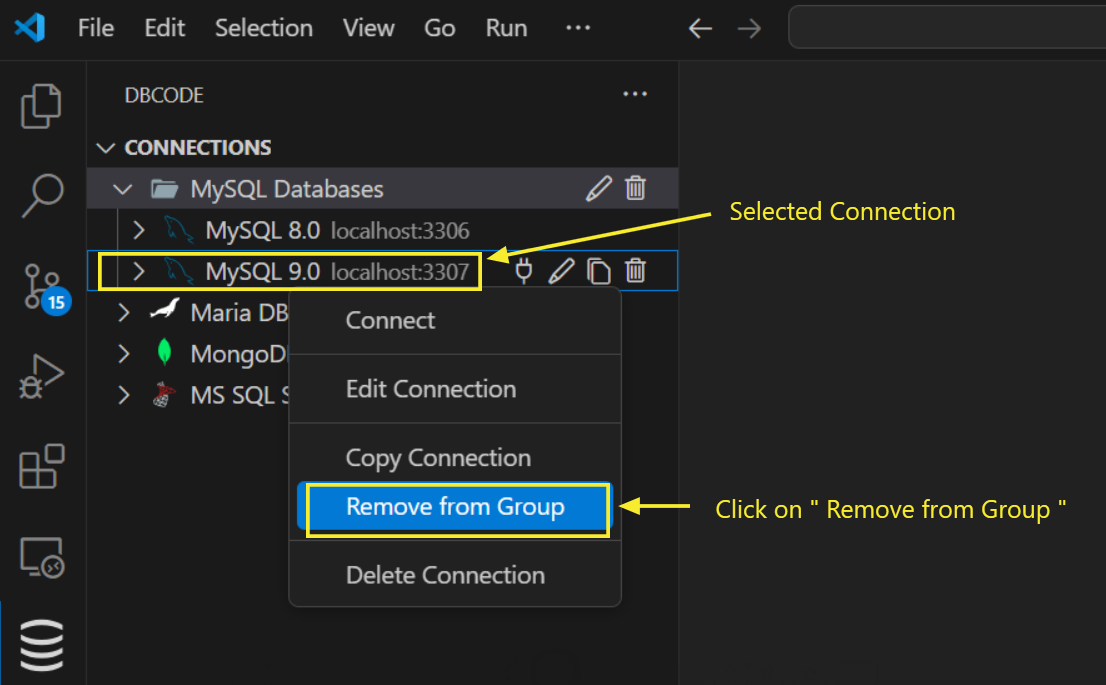 File Edit Selection View Go Run ...
DBCODE ...
CONNECTIONS
MySQL Databases
MySQL 8.0 localhost:3306
MySQL 9.0 localhost:3307
Selected Connection
15
Maria DB
MongoD
MS SQL S
Connect
Edit Connection
Copy Connection
Remove from Group
Click on " Remove from Group "
Delete Connection